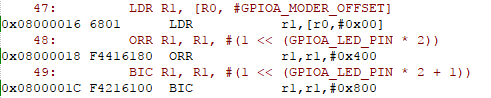 47: LDR R1, [R0, #GPIOA_MODER_OFFSET]
0x08000016 6801 LDR r1,[r0,#0x00]
48: ORR R1, R1, #(1 << (GPIOA_LED_PIN * 2))
0x08000018 F4416180 ORR r1,r1,#0x400
49: BIC R1, R1, #(1 << (GPIOA_LED_PIN * 2 + 1))
0x0800001C F4216100 BIC r1,r1,#0x800